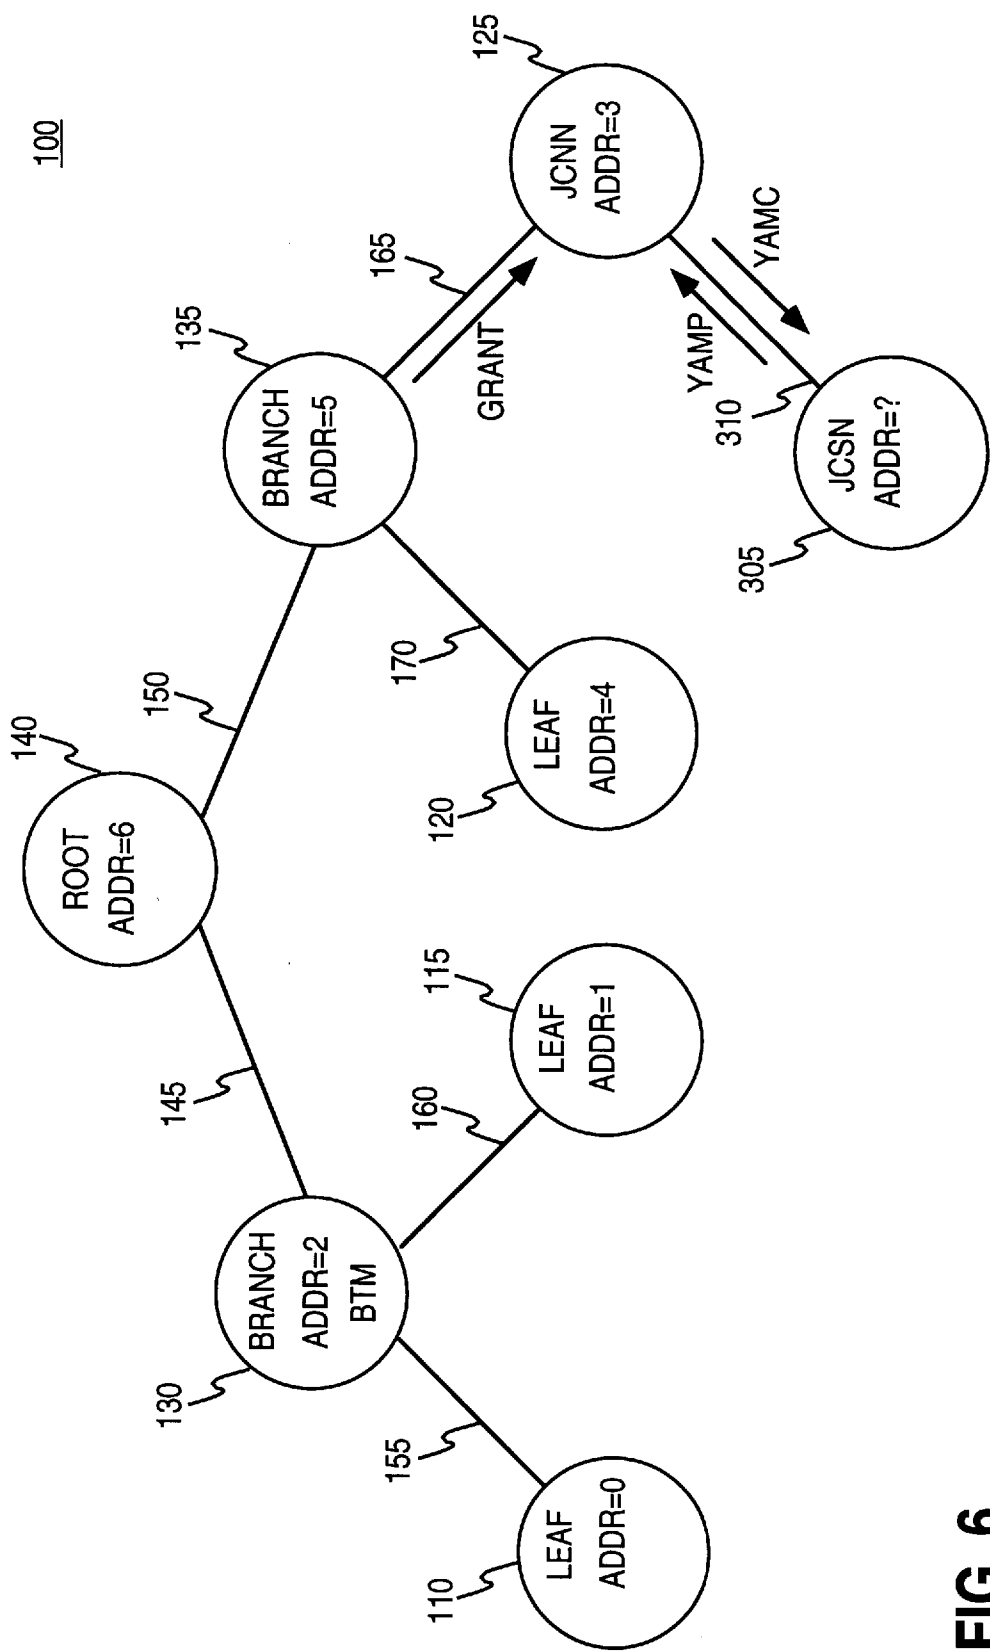 100
140
ROOT
ADDR=6
145
150
130
BRANCH
ADDR=2
BTM
135
BRANCH
ADDR=5
155
160
170
165
GRANT
110
LEAF
ADDR=0
115
LEAF
ADDR=1
120
LEAF
ADDR=4
125
JCNN
ADDR=3
YAMP
YAMC
310
305
JCSN
ADDR=?
FIG_6